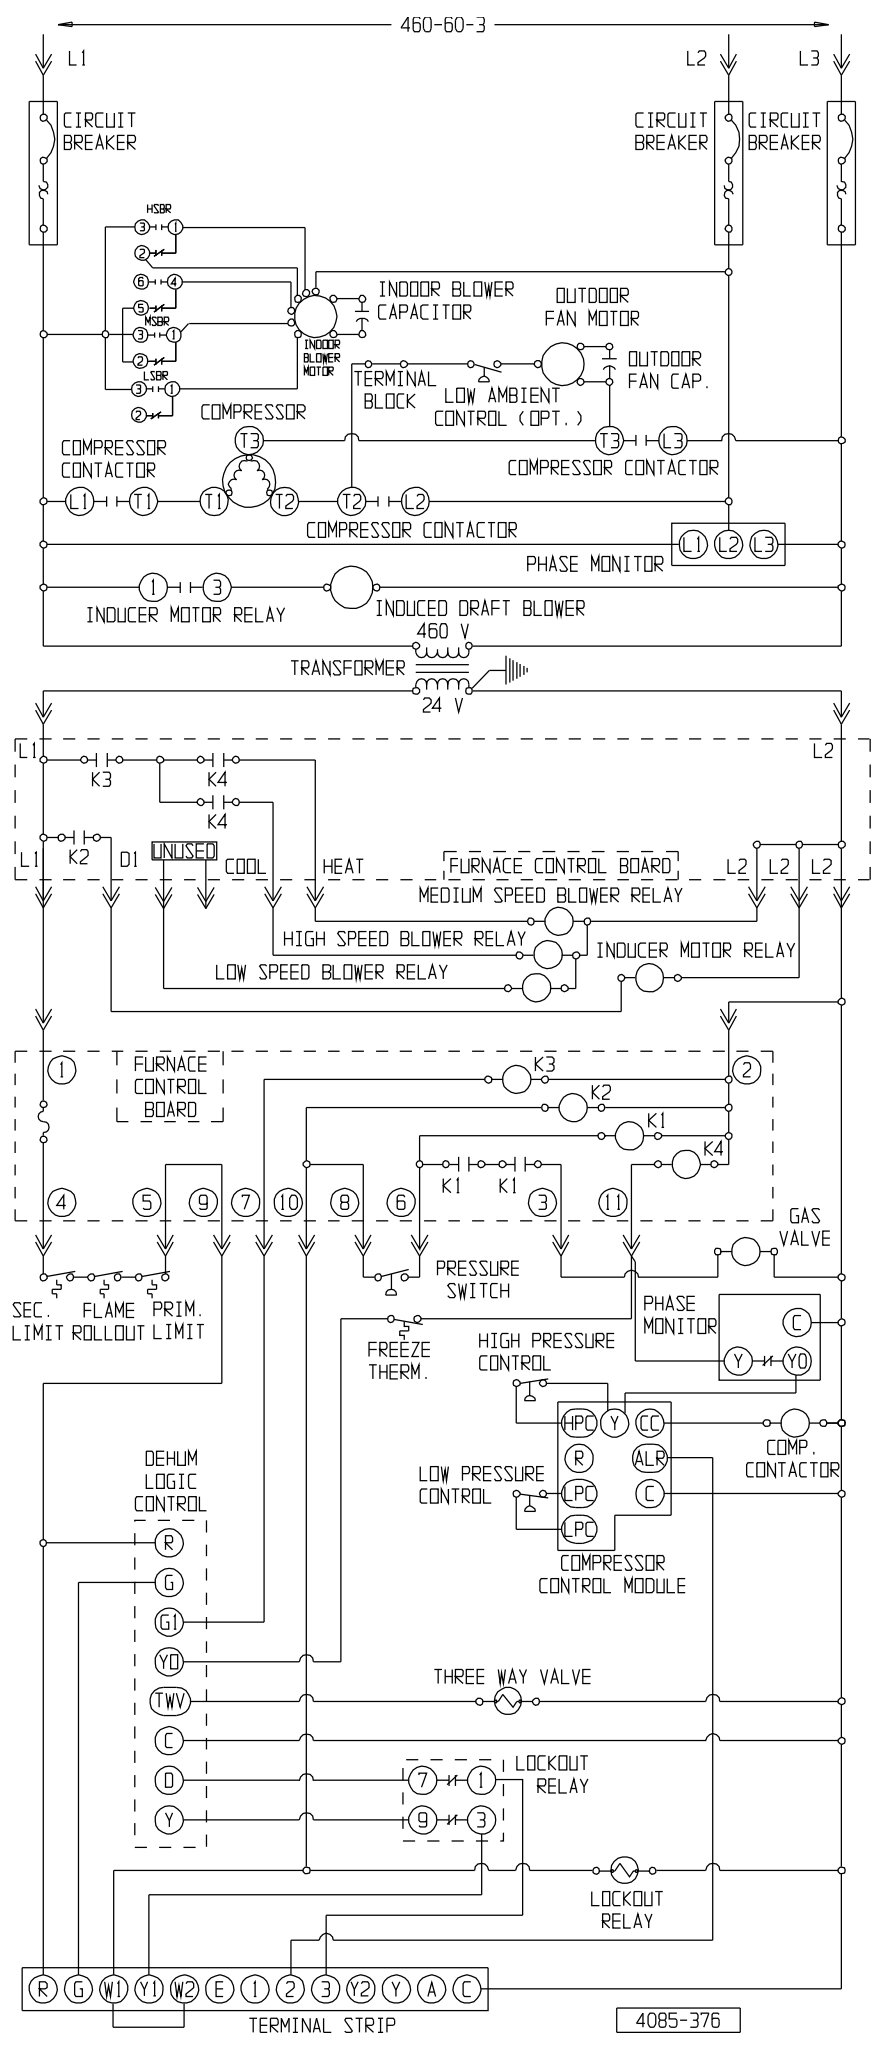 460-60-3
L1
L2
L3
CIRCUIT
BREAKER
CIRCUIT
BREAKER
CIRCUIT
BREAKER
HSBR
3
1
2
6
4
5
MSBR
3
1
2
LSBR
3
1
2
INDOOR BLOWER
CAPACITOR
INDOOR
BLOWER
MOTOR
OUTDOOR
FAN MOTOR
OUTDOOR
FAN CAP.
TERMINAL
BLOCK
LOW AMBIENT
CONTROL (OPT.)
COMPRESSOR
T3
T3
L3
COMPRESSOR CONTACTOR
COMPRESSOR
CONTACTOR
L1
T1
T1
T2
T2
L2
COMPRESSOR CONTACTOR
PHASE MONITOR
L1
L2
L3
1
3
INDUCER MOTOR RELAY
INDUCED DRAFT BLOWER
460 V
TRANSFORMER
24 V
L1
L2
K3
K4
K4
L1
K2
D1
UNUSED
COOL
HEAT
FURNACE CONTROL BOARD
L2
L2
L2
MEDIUM SPEED BLOWER RELAY
HIGH SPEED BLOWER RELAY
INDUCER MOTOR RELAY
LOW SPEED BLOWER RELAY
1
FURNACE
CONTROL
BOARD
2
K3
K2
K1
K4
K1
K1
4
5
9
7
10
8
6
3
11
GAS
VALVE
PRESSURE
SWITCH
SEC.
LIMIT
FLAME
ROLLOUT
PRIM.
LIMIT
FREEZE
THERM.
PHASE
MONITOR
C
Y
YO
HIGH PRESSURE
CONTROL
HPC
Y
CC
R
ALR
LPC
C
LPC
LOW PRESSURE
CONTROL
COMP.
CONTACTOR
COMPRESSOR
CONTROL MODULE
DEHUM
LOGIC
CONTROL
R
G
G1
YO
TWV
C
D
Y
THREE WAY VALVE
7
1
9
3
LOCKOUT
RELAY
LOCKOUT
RELAY
R
G
W1
Y1
W2
E
1
2
3
Y2
Y
A
C
TERMINAL STRIP
4085-376